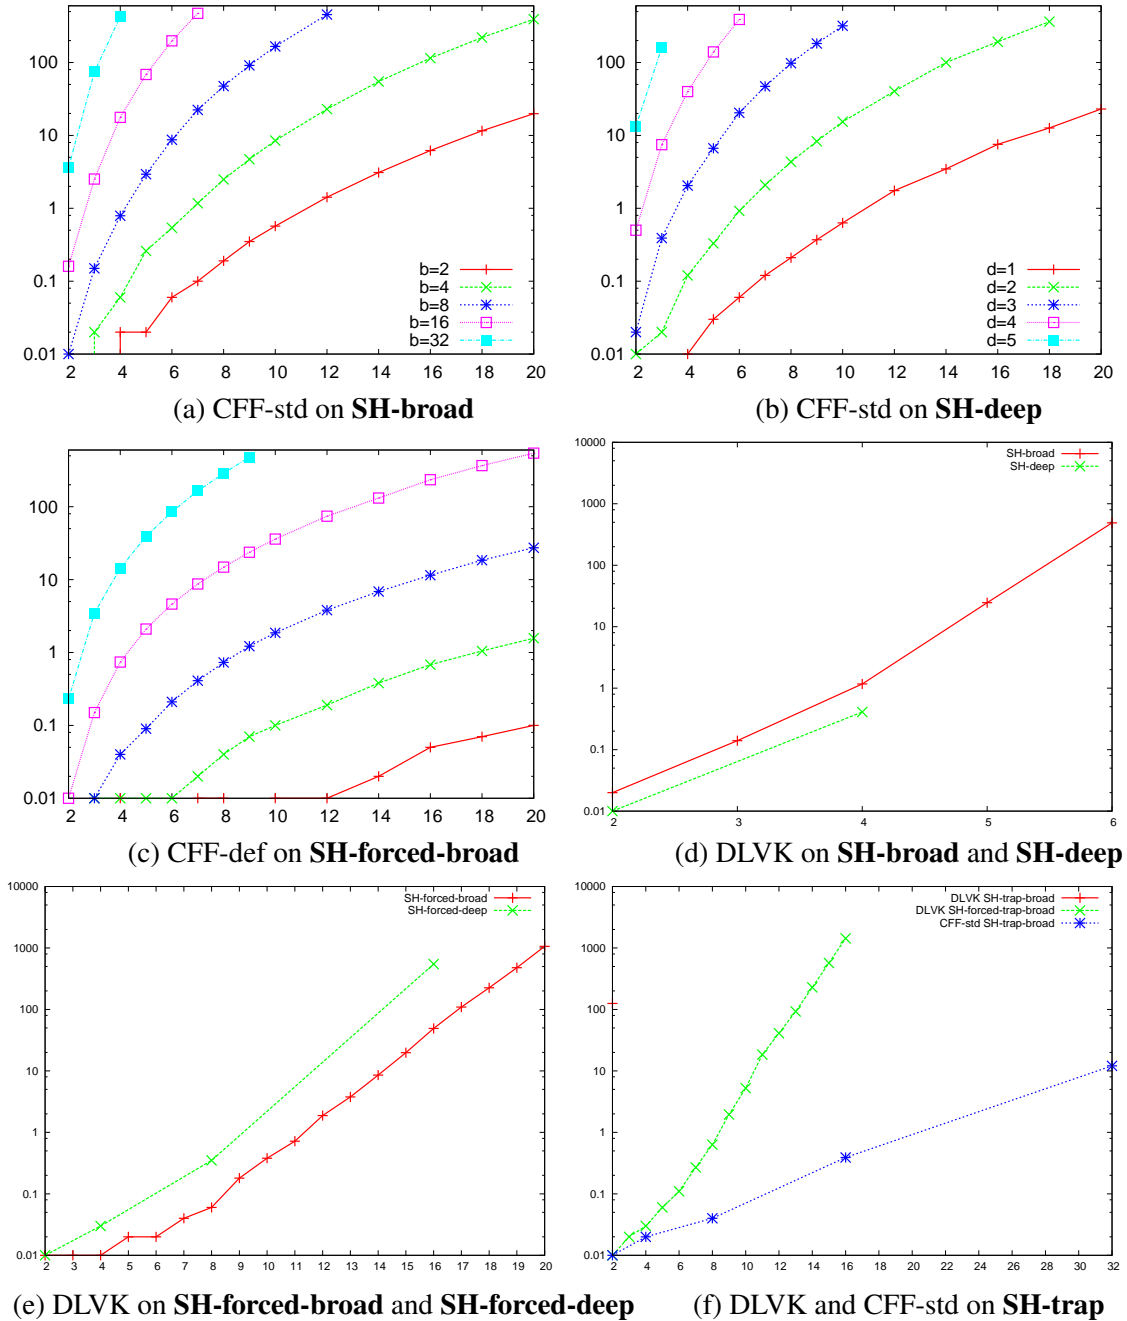 100
10
1
0.1
0.01
b=2
b=4
b=8
b=16
b=32
2 4 6 8 10 12 14 16 18 20
(a) CFF-std on SH-broad
100
10
1
0.1
0.01
d=1
d=2
d=3
d=4
d=5
2 4 6 8 10 12 14 16 18 20
(b) CFF-std on SH-deep
100
10
1
0.1
0.01
2 4 6 8 10 12 14 16 18 20
(c) CFF-def on SH-forced-broad
10000
1000
100
10
1
0.1
0.01
SH-broad
SH-deep
2 3 4 5 6
(d) DLVK on SH-broad and SH-deep
10000
1000
100
10
1
0.1
0.01
SH-forced-broad
SH-forced-deep
2 3 4 5 6 7 8 9 10 11 12 13 14 15 16 17 18 19 20
(e) DLVK on SH-forced-broad and SH-forced-deep
10000
1000
100
10
1
0.1
0.01
DLVK SH-trap-broad
DLVK SH-forced-trap-broad
CFF-std SH-trap-broad
2 4 6 8 10 12 14 16 18 20 22 24 26 28 30 32
(f) DLVK and CFF-std on SH-trap